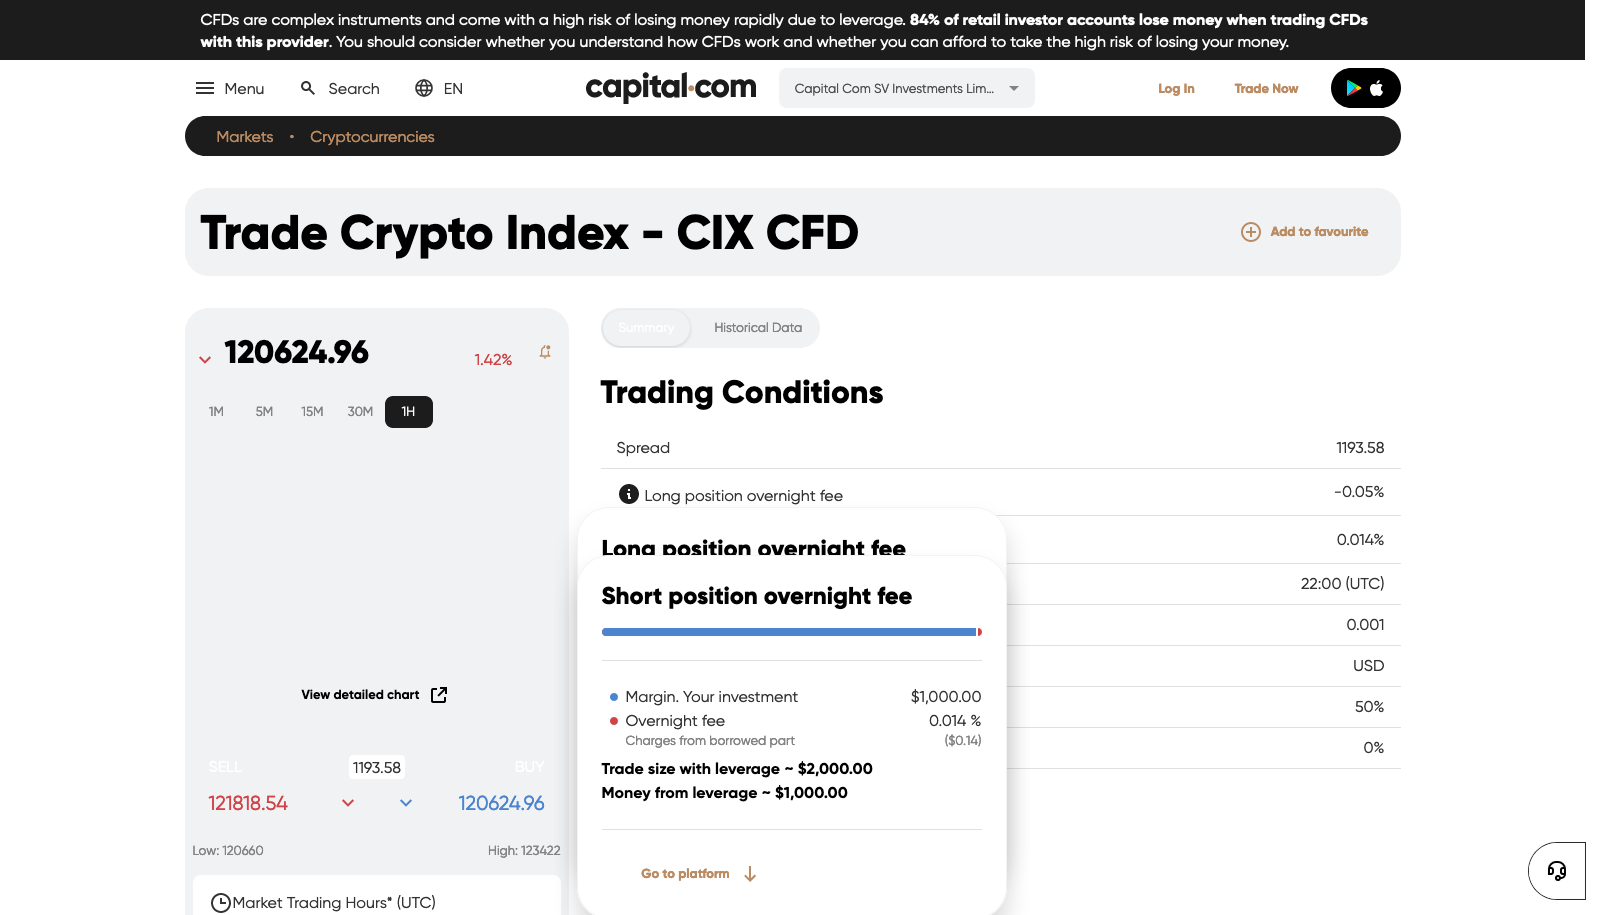 CFDs are complex instruments and come with a high risk of losing money rapidly due to leverage. 84% of retail investor accounts lose money when trading CFDs
with this provider. You should consider whether you understand how CFDs work and whether you can afford to take the high risk of losing your money.
Menu
Search
EN
capital.com
Capital Com SV Investments Lim...
Log In
Trade Now
Markets • Cryptocurrencies
Trade Crypto Index - CIX CFD
Add to favourite
120624.96
1.42%
1M 5M 15M 30M 1H
View detailed chart
SELL 1193.58 BUY
121818.54 120624.96
Low: 120660 High: 123422
Market Trading Hours* (UTC)
Summary Historical Data
Trading Conditions
Spread 1193.58
Long position overnight fee -0.05%
0.014%
22:00 (UTC)
0.001
USD
50%
0%
Long position overnight fee
Short position overnight fee
Margin. Your investment $1,000.00
Overnight fee 0.014 %
Charges from borrowed part ($0.14)
Trade size with leverage ~ $2,000.00
Money from leverage ~ $1,000.00
Go to platform